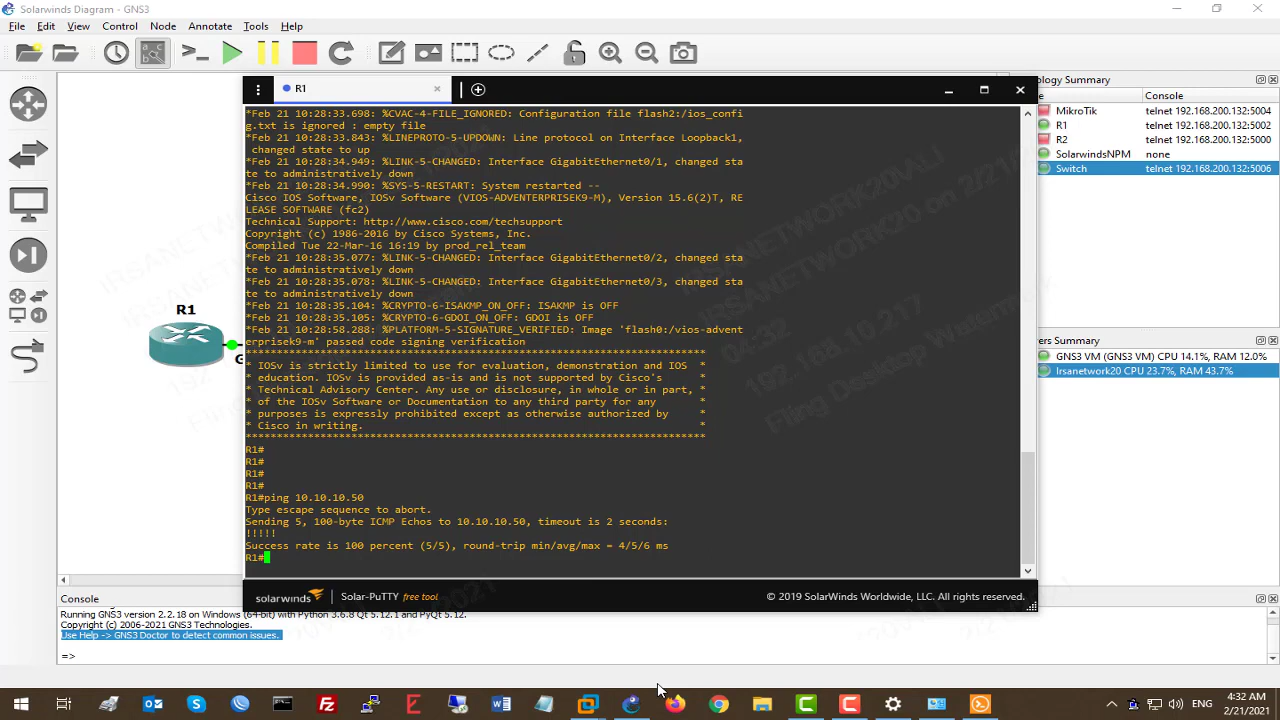 Solarwinds Diagram - GNS3
File Edit View Control Node Annotate Tools Help
R1
R1
*Feb 21 10:28:33.698: %CVAC-4-FILE_IGNORED: Configuration file flash2:/ios_confi
g.txt is ignored : empty file
*Feb 21 10:28:33.843: %LINEPROTO-5-UPDOWN: Line protocol on Interface Loopback1,
changed state to up
*Feb 21 10:28:34.949: %LINK-5-CHANGED: Interface GigabitEthernet0/1, changed sta
te to administratively down
*Feb 21 10:28:34.990: %SYS-5-RESTART: System restarted --
Cisco IOS Software, IOSv Software (VIOS-ADVENTERPRISEK9-M), Version 15.6(2)T, RE
LEASE SOFTWARE (fc2)
Technical Support: http://www.cisco.com/techsupport
Copyright (c) 1986-2016 by Cisco Systems, Inc.
Compiled Tue 22-Mar-16 16:19 by prod_rel_team
*Feb 21 10:28:35.077: %LINK-5-CHANGED: Interface GigabitEthernet0/2, changed sta
te to administratively down
*Feb 21 10:28:35.078: %LINK-5-CHANGED: Interface GigabitEthernet0/3, changed sta
te to administratively down
*Feb 21 10:28:35.104: %CRYPTO-6-ISAKMP_ON_OFF: ISAKMP is OFF
*Feb 21 10:28:35.105: %CRYPTO-6-GDOI_ON_OFF: GDOI is OFF
*Feb 21 10:28:58.288: %PLATFORM-5-SIGNATURE_VERIFIED: Image 'flash0:/vios-advent
erprisek9-m' passed code signing verification
**********************************************************************
* IOSv is strictly limited to use for evaluation, demonstration and IOS *
* education. IOSv is provided as-is and is not supported by Cisco's *
* Technical Advisory Center. Any use or disclosure, in whole or in part, *
* of the IOSv Software or Documentation to any third party for any *
* purposes is expressly prohibited except as otherwise authorized by *
* Cisco in writing. *
**********************************************************************
R1#
R1#
R1#
R1#
R1#ping 10.10.10.50
Type escape sequence to abort.
Sending 5, 100-byte ICMP Echos to 10.10.10.50, timeout is 2 seconds:
!!!!!
Success rate is 100 percent (5/5), round-trip min/avg/max = 4/5/6 ms
R1#
solarwinds Solar-PuTTY free tool © 2019 SolarWinds Worldwide, LLC. All rights reserved.
ology Summary
e Console
MikroTik telnet 192.168.200.132:5004
R1 telnet 192.168.200.132:5002
R2 telnet 192.168.200.132:5000
SolarwindsNPM none
Switch telnet 192.168.200.132:5006
ers Summary
GNS3 VM (GNS3 VM) CPU 14.1%, RAM 12.0%
Irsanetwork20 CPU 23.7%, RAM 43.7%
Console
Running GNS3 version 2.2.18 on Windows (64-bit) with Python 3.6.8 Qt 5.12.1 and PyQt 5.12.
Copyright (c) 2006-2021 GNS3 Technologies.
Use Help -> GNS3 Doctor to detect common issues.
=>
ENG
4:32 AM
2/21/2021